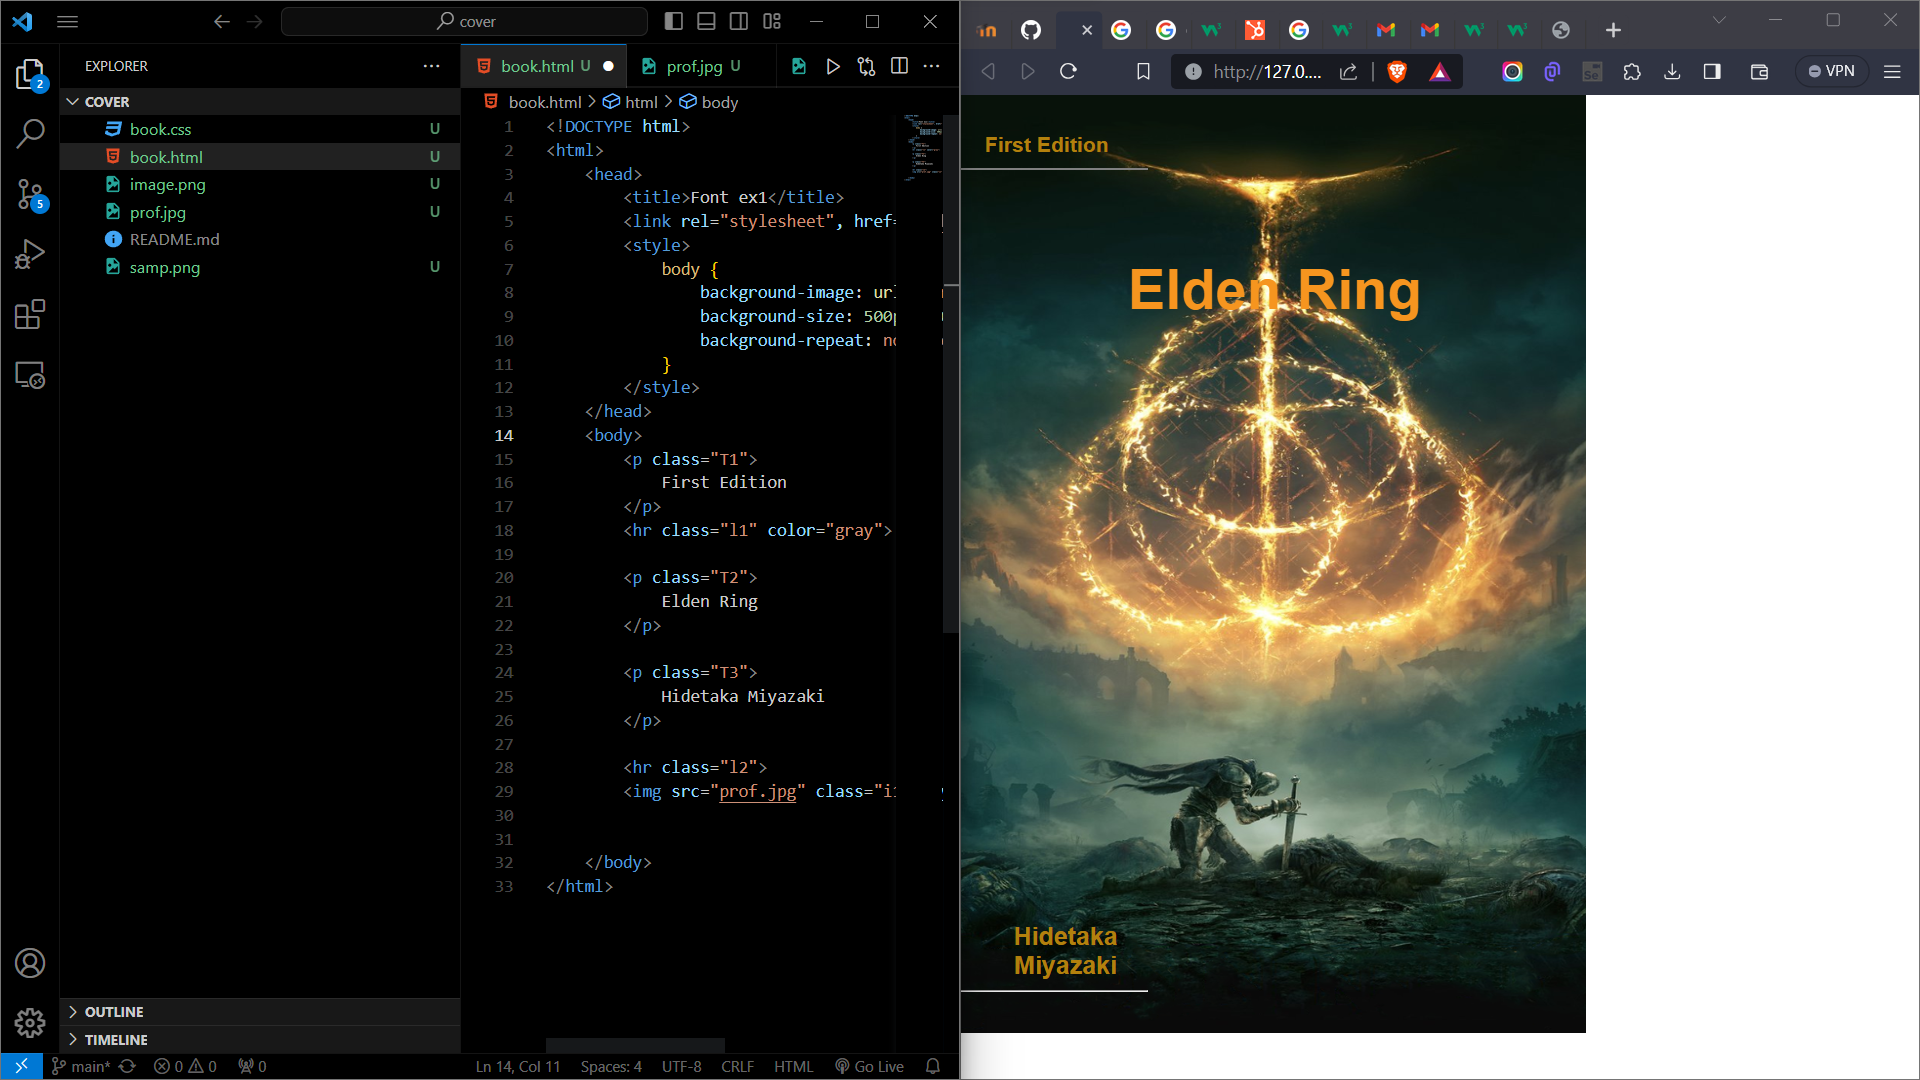 cover
EXPLORER
COVER
book.css U
book.html U
image.png U
prof.jpg U
README.md
samp.png U
OUTLINE
TIMELINE
book.html U
prof.jpg U
book.html > html > body
1 <!DOCTYPE html>
2 <html>
3 <head>
4 <title>Font ex1</title>
5 <link rel="stylesheet", href=
6 <style>
7 body {
8 background-image: url
9 background-size: 500p
10 background-repeat: no
11 }
12 </style>
13 </head>
14 <body>
15 <p class="T1">
16 First Edition
17 </p>
18 <hr class="l1" color="gray">
19
20 <p class="T2">
21 Elden Ring
22 </p>
23
24 <p class="T3">
25 Hidetaka Miyazaki
26 </p>
27
28 <hr class="l2">
29 <img src="prof.jpg" class="i1
30
31
32 </body>
33 </html>
2
5
main* 0 0 0
Ln 14, Col 11 Spaces: 4 UTF-8 CRLF HTML Go Live
http://127.0....
VPN
First Edition
Elden Ring
Hidetaka
Miyazaki